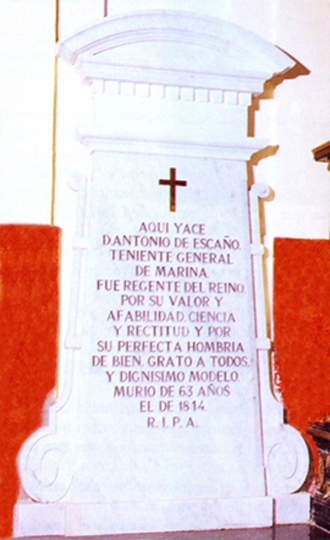 AQUI YACE
D.ANTONIO DE ESCAÑO.
TENIENTE GENERAL
DE MARINA
FUE REGENTE DEL REINO.
POR SU VALOR Y
AFABILIDAD, CIENCIA
Y RECTITUD Y POR
SU PERFECTA HOMBRIA
DE BIEN, GRATO A TODOS,
Y DIGNISIMO MODELO.
MURIO DE 63 AÑOS
EL DE 1814.
R.I.P.A.